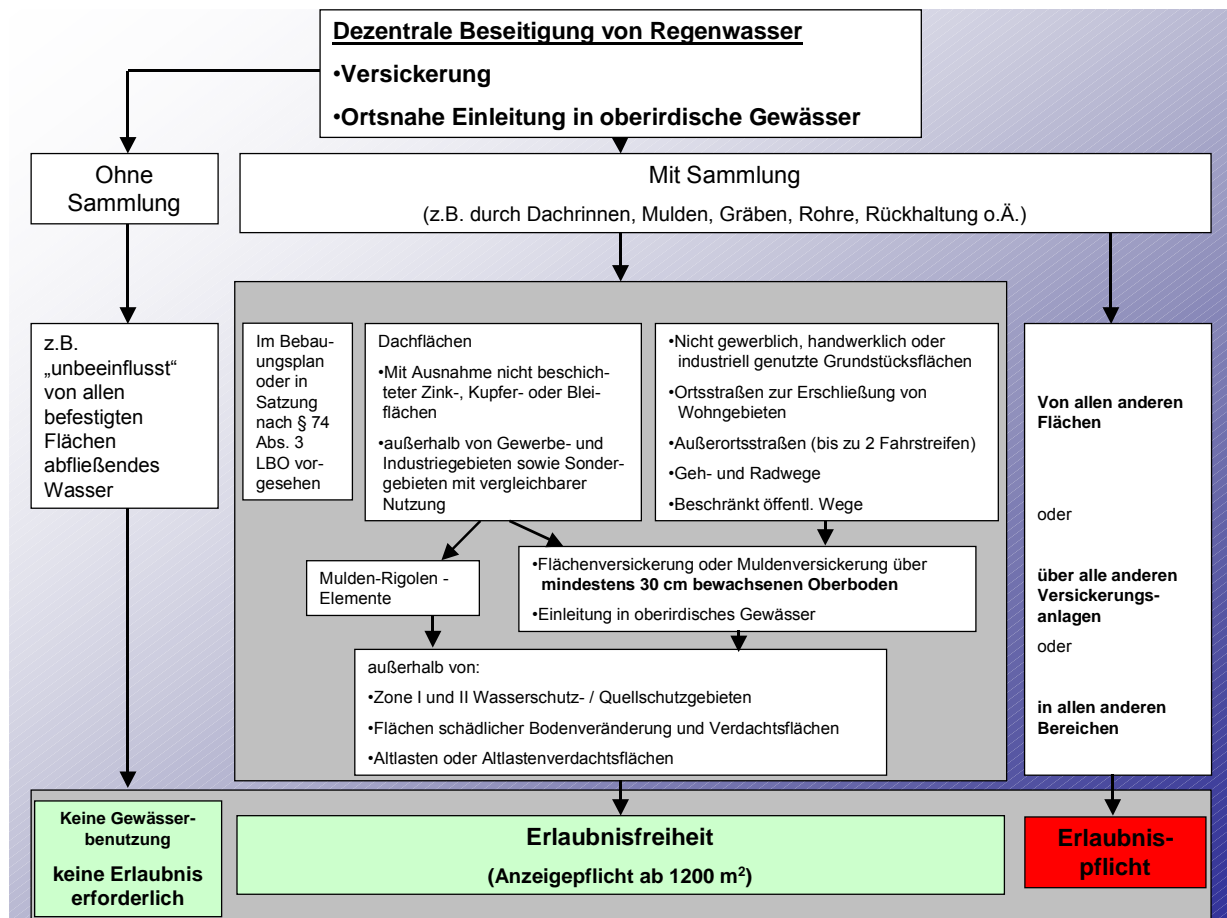 Dezentrale Beseitigung von Regenwasser
•Versickerung
•Ortsnahe Einleitung in oberirdische Gewässer
Ohne
Sammlung
Mit Sammlung
(z.B. durch Dachrinnen, Mulden, Gräben, Rohre, Rückhaltung o.Ä.)
z.B.
„unbeeinflusst“
von allen
befestigten
Flächen
abfließendes
Wasser
Im Bebau-
ungsplan
oder in
Satzung
nach § 74
Abs. 3
LBO vor-
gesehen
Dachflächen
•Mit Ausnahme nicht beschich-
teter Zink-, Kupfer- oder Blei-
flächen
•außerhalb von Gewerbe- und
Industriegebieten sowie Sonder-
gebieten mit vergleichbarer
Nutzung
•Nicht gewerblich, handwerklich oder
industriell genutzte Grundstücksflächen
•Ortsstraßen zur Erschließung von
Wohngebieten
•Außerortsstraßen (bis zu 2 Fahrstreifen)
•Geh- und Radwege
•Beschränkt öffentl. Wege
Von allen anderen
Flächen
oder
über alle anderen
Versickerungs-
anlagen
oder
in allen anderen
Bereichen
Mulden-Rigolen -
Elemente
•Flächenversickerung oder Muldenversickerung über
mindestens 30 cm bewachsenen Oberboden
•Einleitung in oberirdisches Gewässer
außerhalb von:
•Zone I und II Wasserschutz- / Quellschutzgebieten
•Flächen schädlicher Bodenveränderung und Verdachtsflächen
•Altlasten oder Altlastenverdachtsflächen
Keine Gewässer-
benutzung
keine Erlaubnis
erforderlich
Erlaubnisfreiheit
(Anzeigepflicht ab 1200 m²)
Erlaubnis-
pflicht